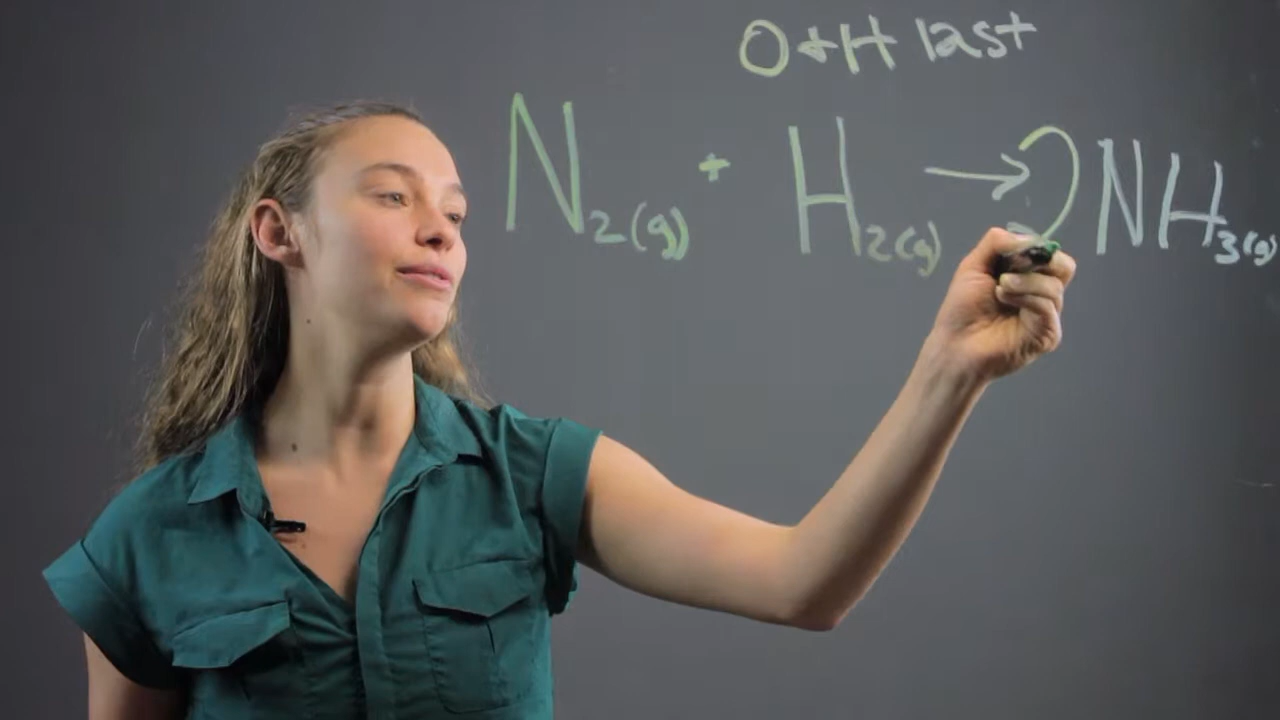 O + H last
N₂(g) + H₂(g) → 2NH₃(g)